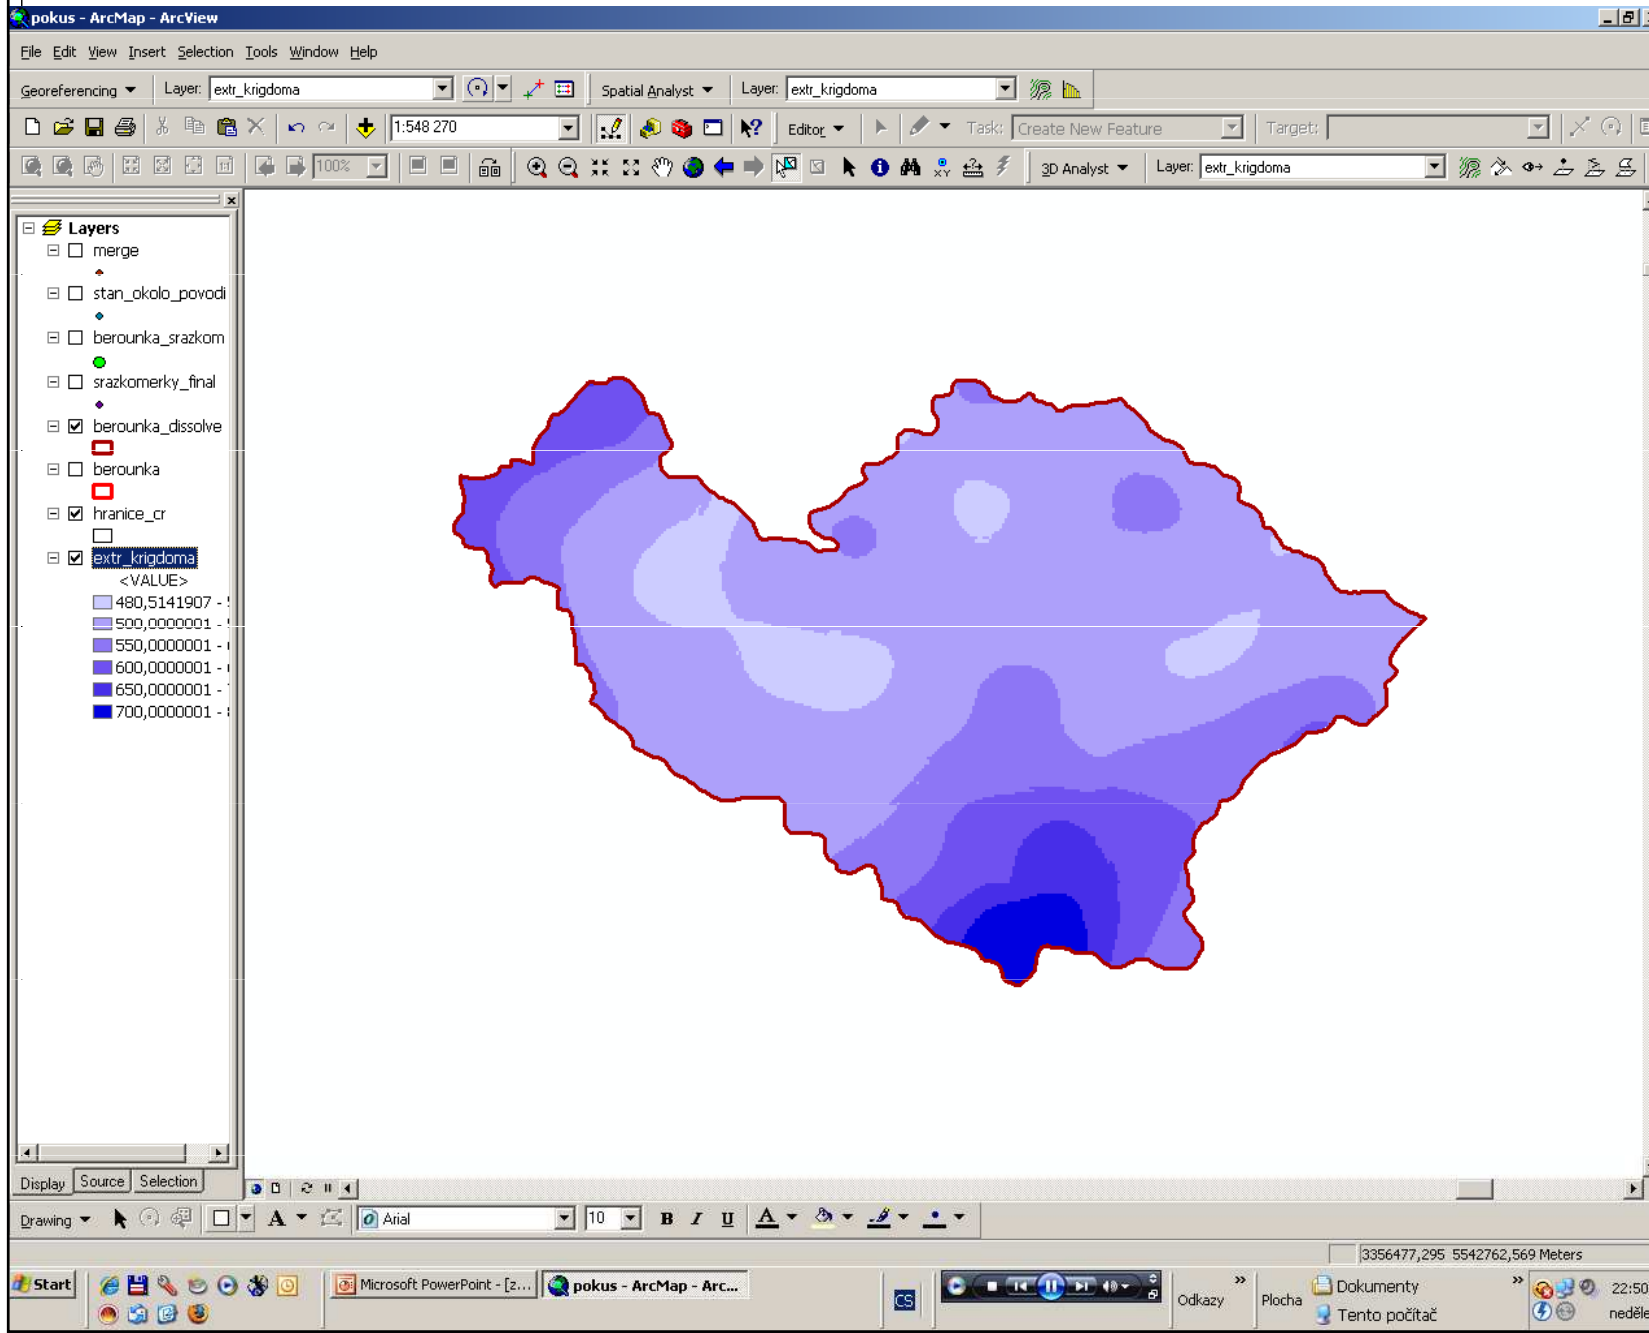 pokus - ArcMap - ArcView
File Edit View Insert Selection Tools Window Help
Georeferencing Layer: extr_krigdoma Spatial Analyst Layer: extr_krigdoma
1:548 270 Editor Task: Create New Feature Target:
100% 3D Analyst Layer: extr_krigdoma
Layers
merge
stan_okolo_povodi
berounka_srazkom
srazkomerky_final
berounka_dissolve
berounka
hranice_cr
extr_krigdoma
<VALUE>
480,5141907 -
500,0000001 -
550,0000001 -
600,0000001 -
650,0000001 -
700,0000001 -
Display Source Selection
Drawing A Arial 10 B I U A
3356477,295 5542762,569 Meters
Start Microsoft PowerPoint - [z... pokus - ArcMap - Arc... CS Odkazy Plocha Dokumenty 22:50
Tento počítač neděle